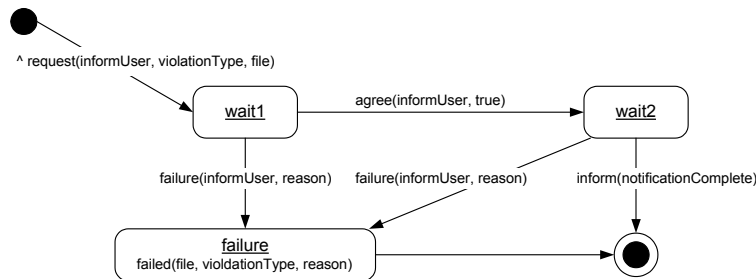 ^ request(informUser, violationType, file)
wait1
agree(informUser, true)
wait2
failure(informUser, reason)
failure(informUser, reason)
inform(notificationComplete)
failure
failed(file, violdationType, reason)